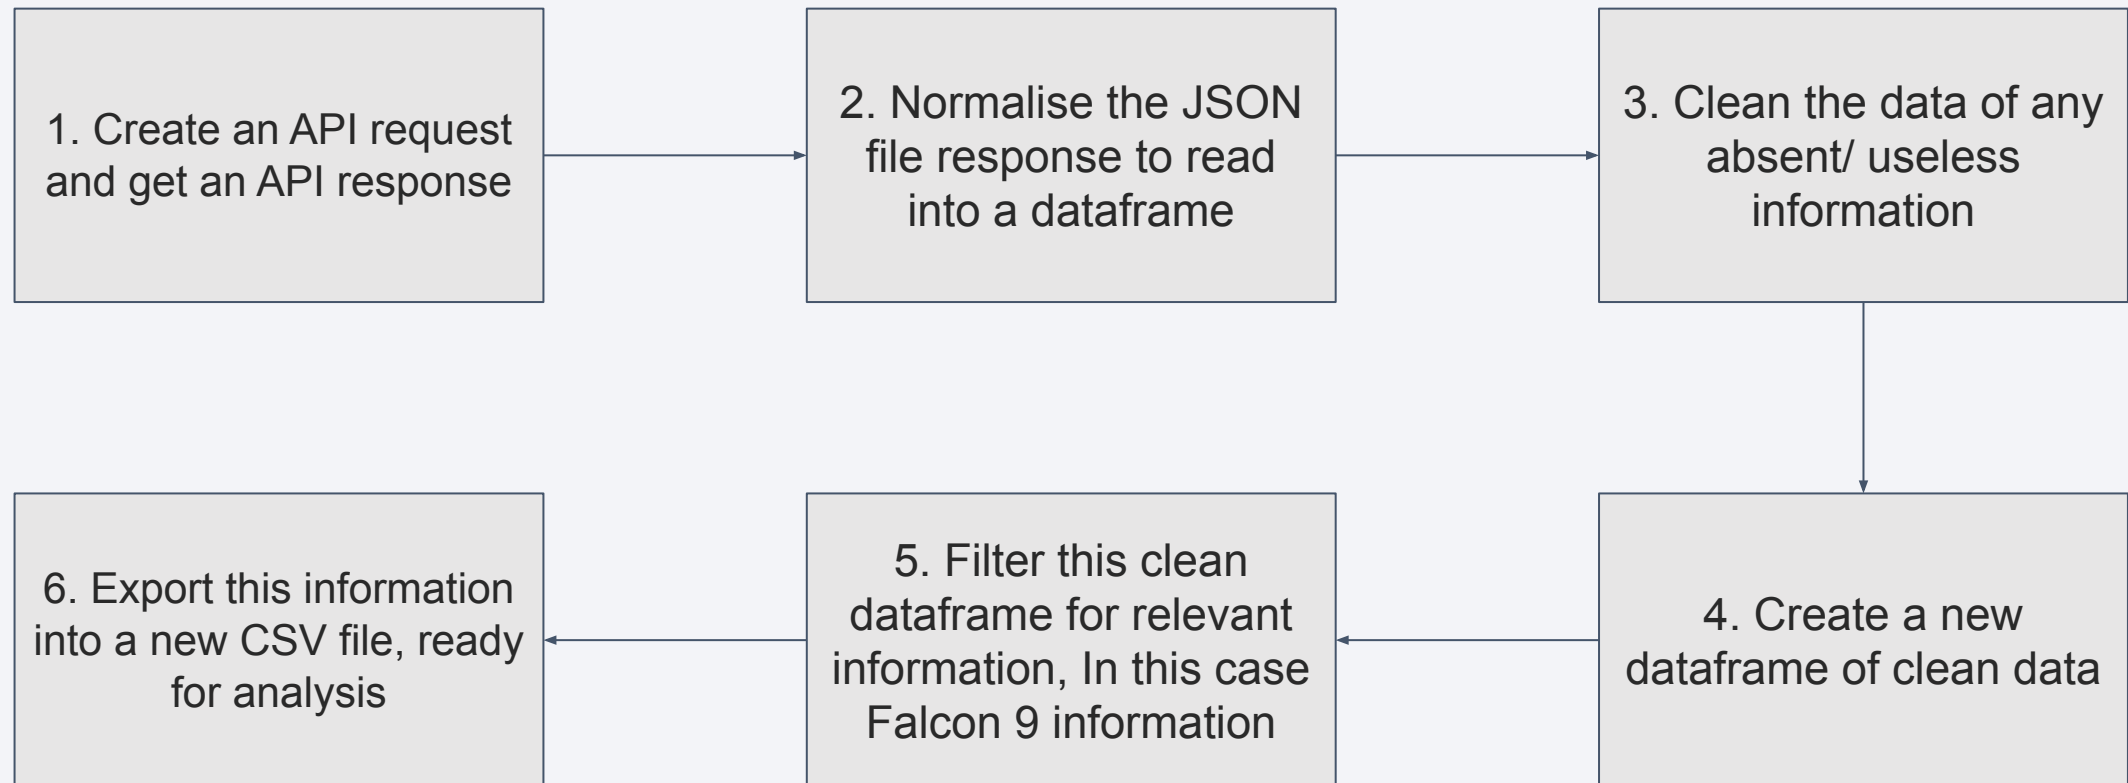 1. Create an API request
and get an API response
2. Normalise the JSON
file response to read
into a dataframe
3. Clean the data of any
absent/ useless
information
4. Create a new
dataframe of clean data
5. Filter this clean
dataframe for relevant
information, In this case
Falcon 9 information
6. Export this information
into a new CSV file, ready
for analysis